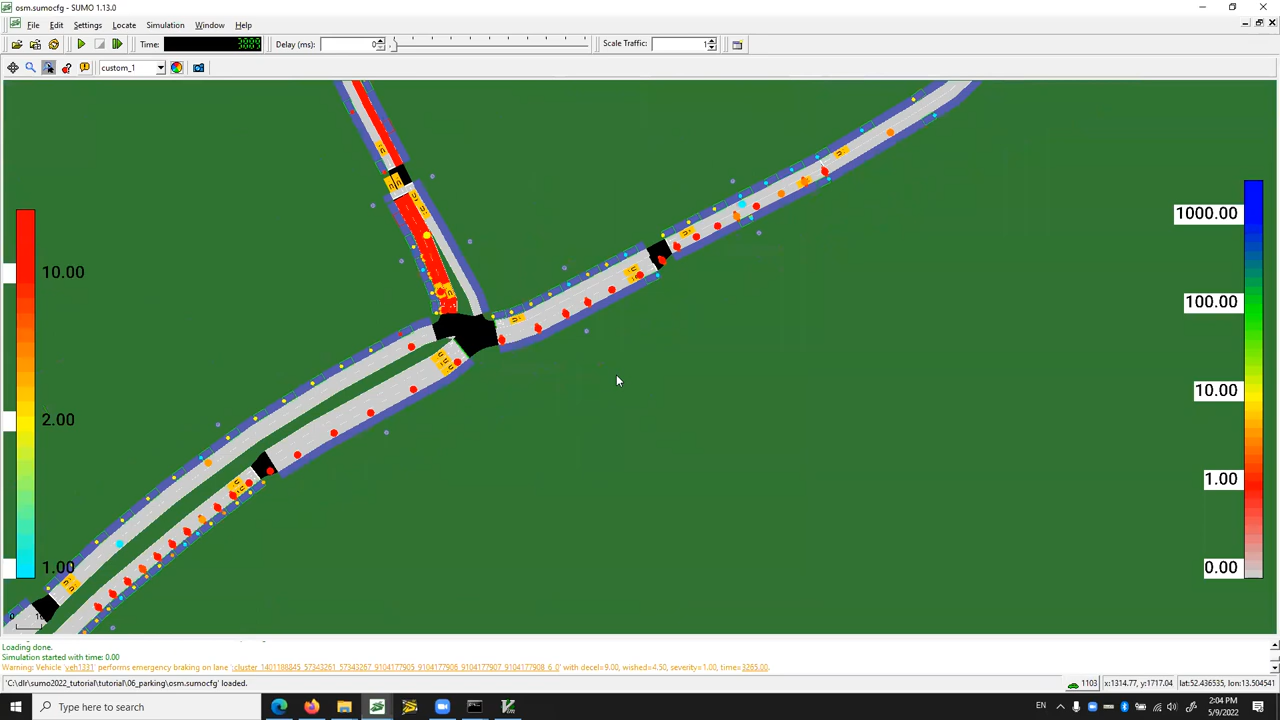 osm.sumocfg - SUMO 1.13.0
File Edit Settings Locate Simulation Window Help
Time: Delay (ms): 0 Scale Traffic: 1
custom_1
10.00
2.00
1.00
1000.00
100.00
10.00
1.00
0.00
0
Loading done.
Simulation started with time: 0.00
Warning: Vehicle 'veh1331' performs emergency braking on lane ':cluster_1401188845_57343261_57343267_9104177905_9104177906_9104177907_9104177908_6_0' with decel=9.00, wished=4.50, severity=1.00, time=3265.00.
'C:\dlr\sumo2022_tutorial\tutorial\06_parking\osm.sumocfg' loaded.
1103 x:1314.77, y:1717.04 lat:52.436535, lon:13.504541
Type here to search
EN
2:04 PM
5/9/2022